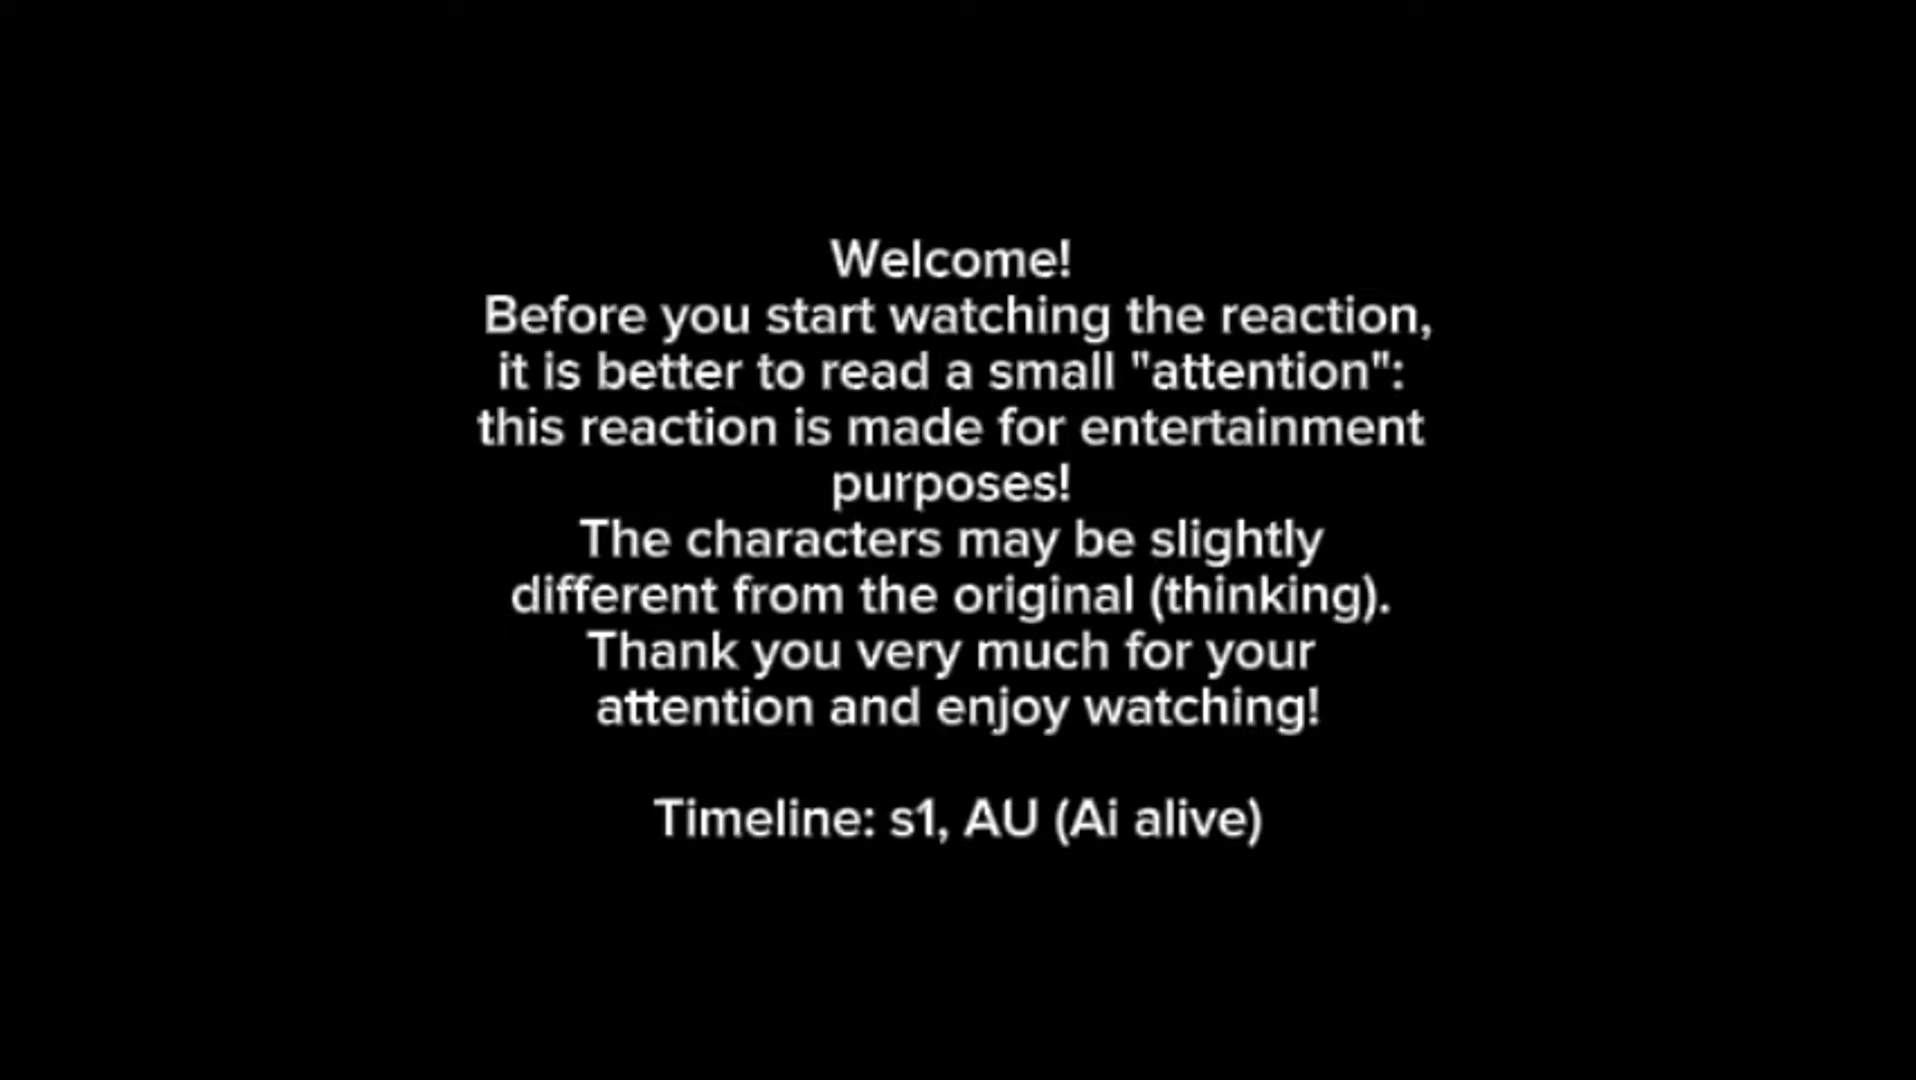 Welcome!
Before you start watching the reaction,
it is better to read a small "attention":
this reaction is made for entertainment
purposes!
The characters may be slightly
different from the original (thinking).
Thank you very much for your
attention and enjoy watching!
Timeline: s1, AU (Ai alive)